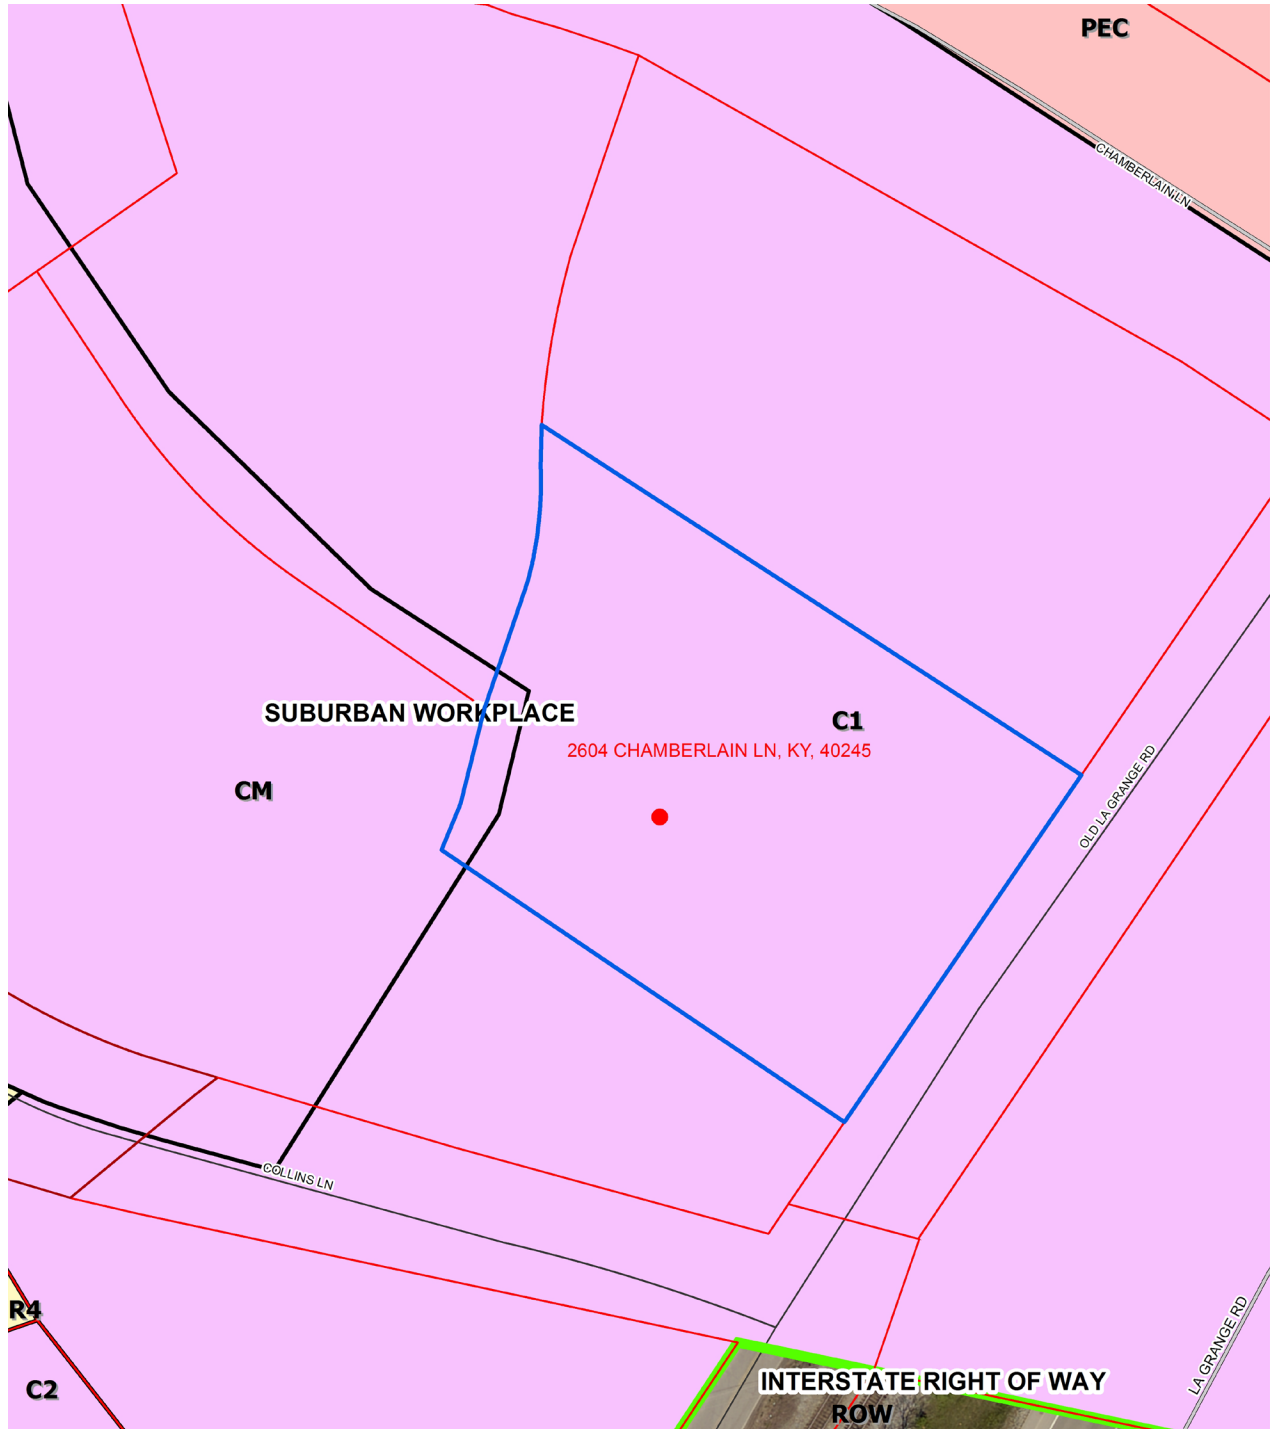 PEC
CHAMBERLAIN LN
SUBURBAN WORKPLACE
C1
2604 CHAMBERLAIN LN, KY, 40245
CM
OLD LA GRANGE RD
COLLINS LN
R4
C2
LA GRANGE RD
INTERSTATE RIGHT OF WAY
ROW